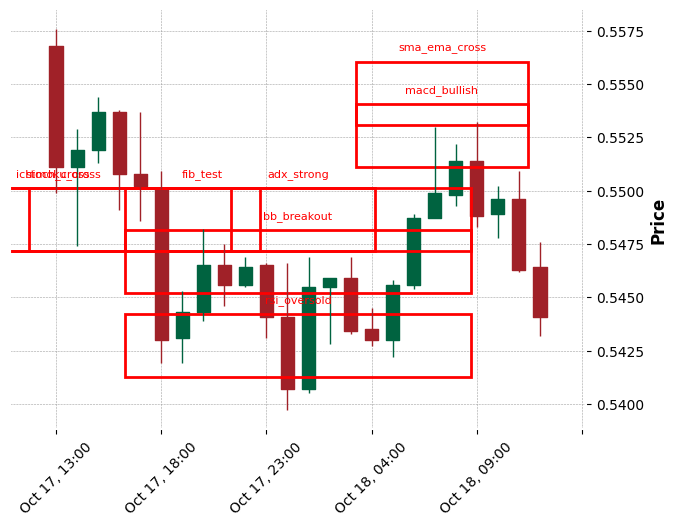 sma_ema_cross
macd_bullish
stoch_cross
fib_test
adx_strong
bb_breakout
rsi_oversold
0.5575
0.5550
0.5525
0.5500
0.5475
0.5450
0.5425
0.5400
Price
Oct 17, 13:00
Oct 17, 18:00
Oct 17, 23:00
Oct 18, 04:00
Oct 18, 09:00